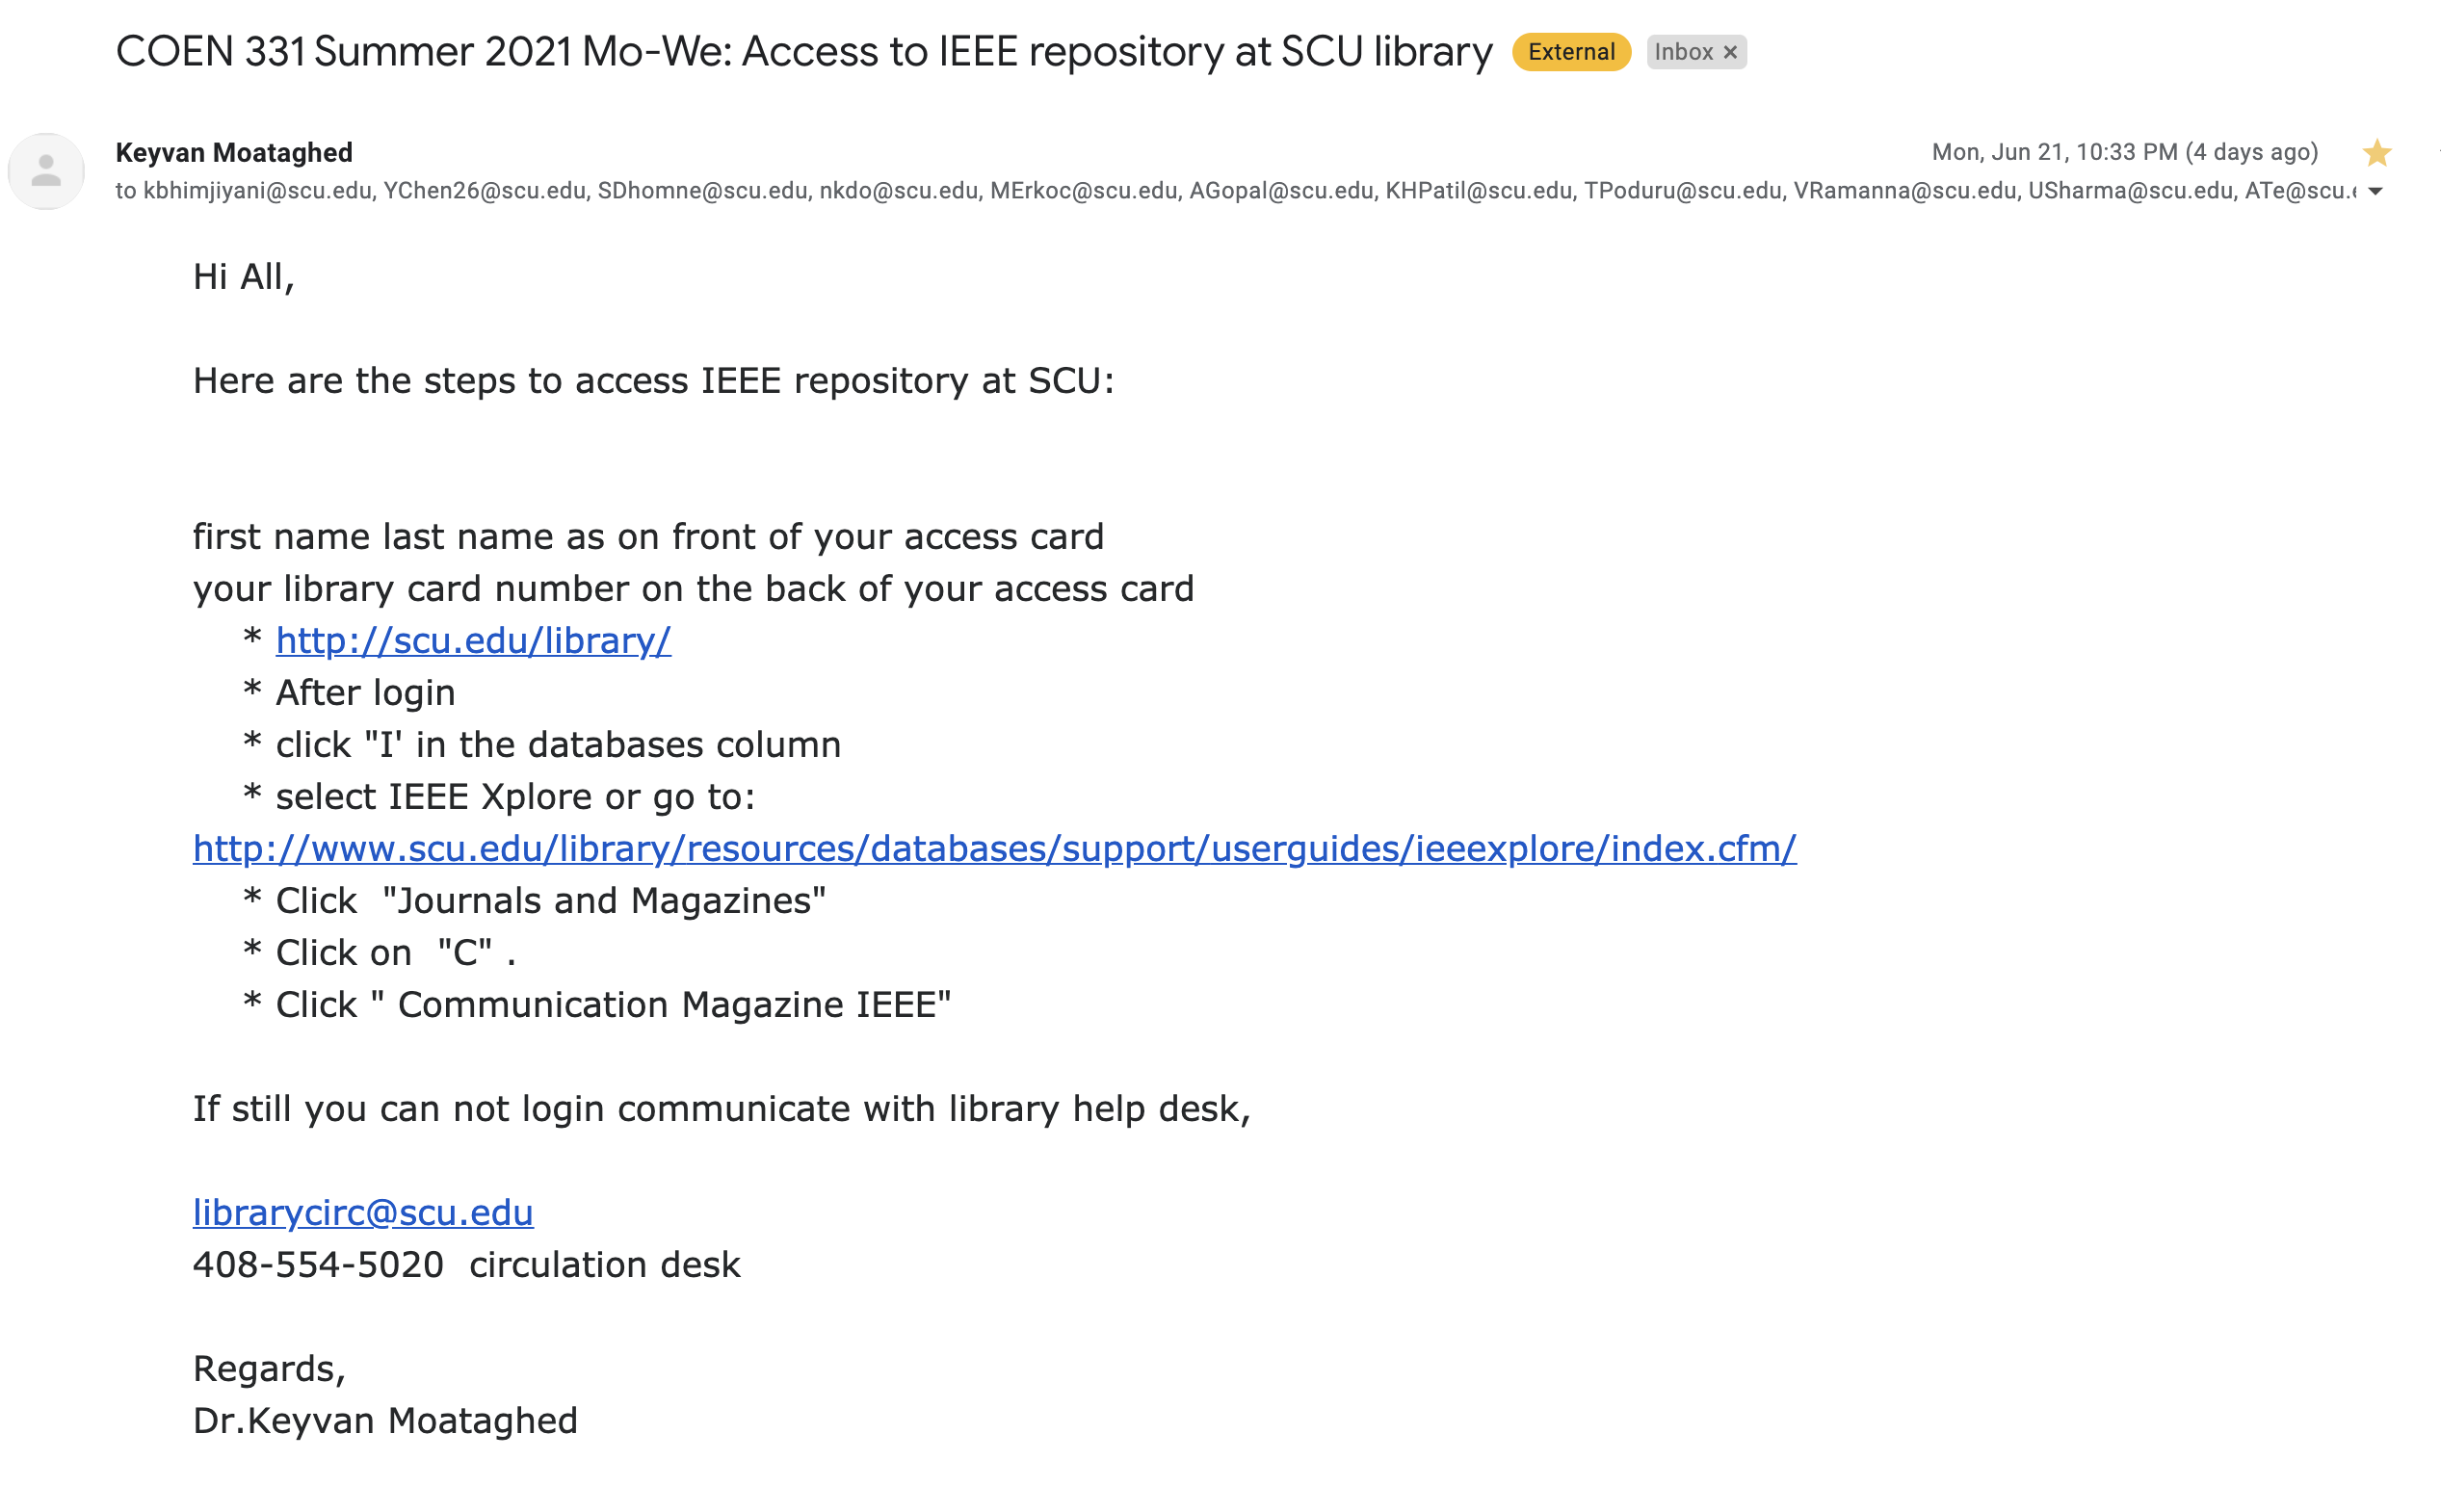 COEN 331 Summer 2021 Mo-We: Access to IEEE repository at SCU library External Inbox ×
Keyvan Moataghed Mon, Jun 21, 10:33 PM (4 days ago)
to kbhimjiyani@scu.edu, YChen26@scu.edu, SDhomne@scu.edu, nkdo@scu.edu, MErkoc@scu.edu, AGopal@scu.edu, KHPatil@scu.edu, TPoduru@scu.edu, VRamanna@scu.edu, USharma@scu.edu, ATe@scu.e
Hi All,
Here are the steps to access IEEE repository at SCU:
first name last name as on front of your access card
your library card number on the back of your access card
* http://scu.edu/library/
* After login
* click "I' in the databases column
* select IEEE Xplore or go to:
http://www.scu.edu/library/resources/databases/support/userguides/ieeexplore/index.cfm/
* Click  "Journals and Magazines"
* Click on  "C" .
* Click " Communication Magazine IEEE"
If still you can not login communicate with library help desk,
librarycirc@scu.edu
408-554-5020  circulation desk
Regards,
Dr.Keyvan Moataghed